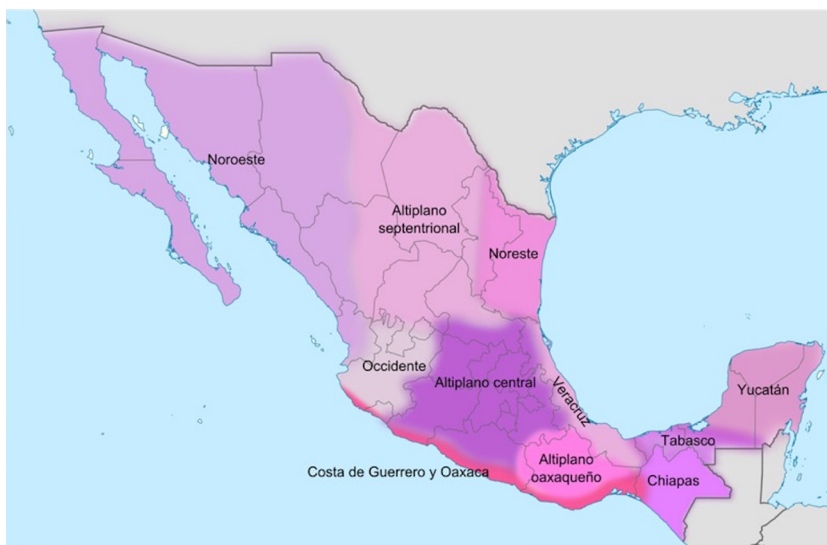 Noroeste
Altiplano
septentrional
Noreste
Occidente
Altiplano central
Veracruz
Yucatán
Tabasco
Costa de Guerrero y Oaxaca
Altiplano
oaxaqueño
Chiapas